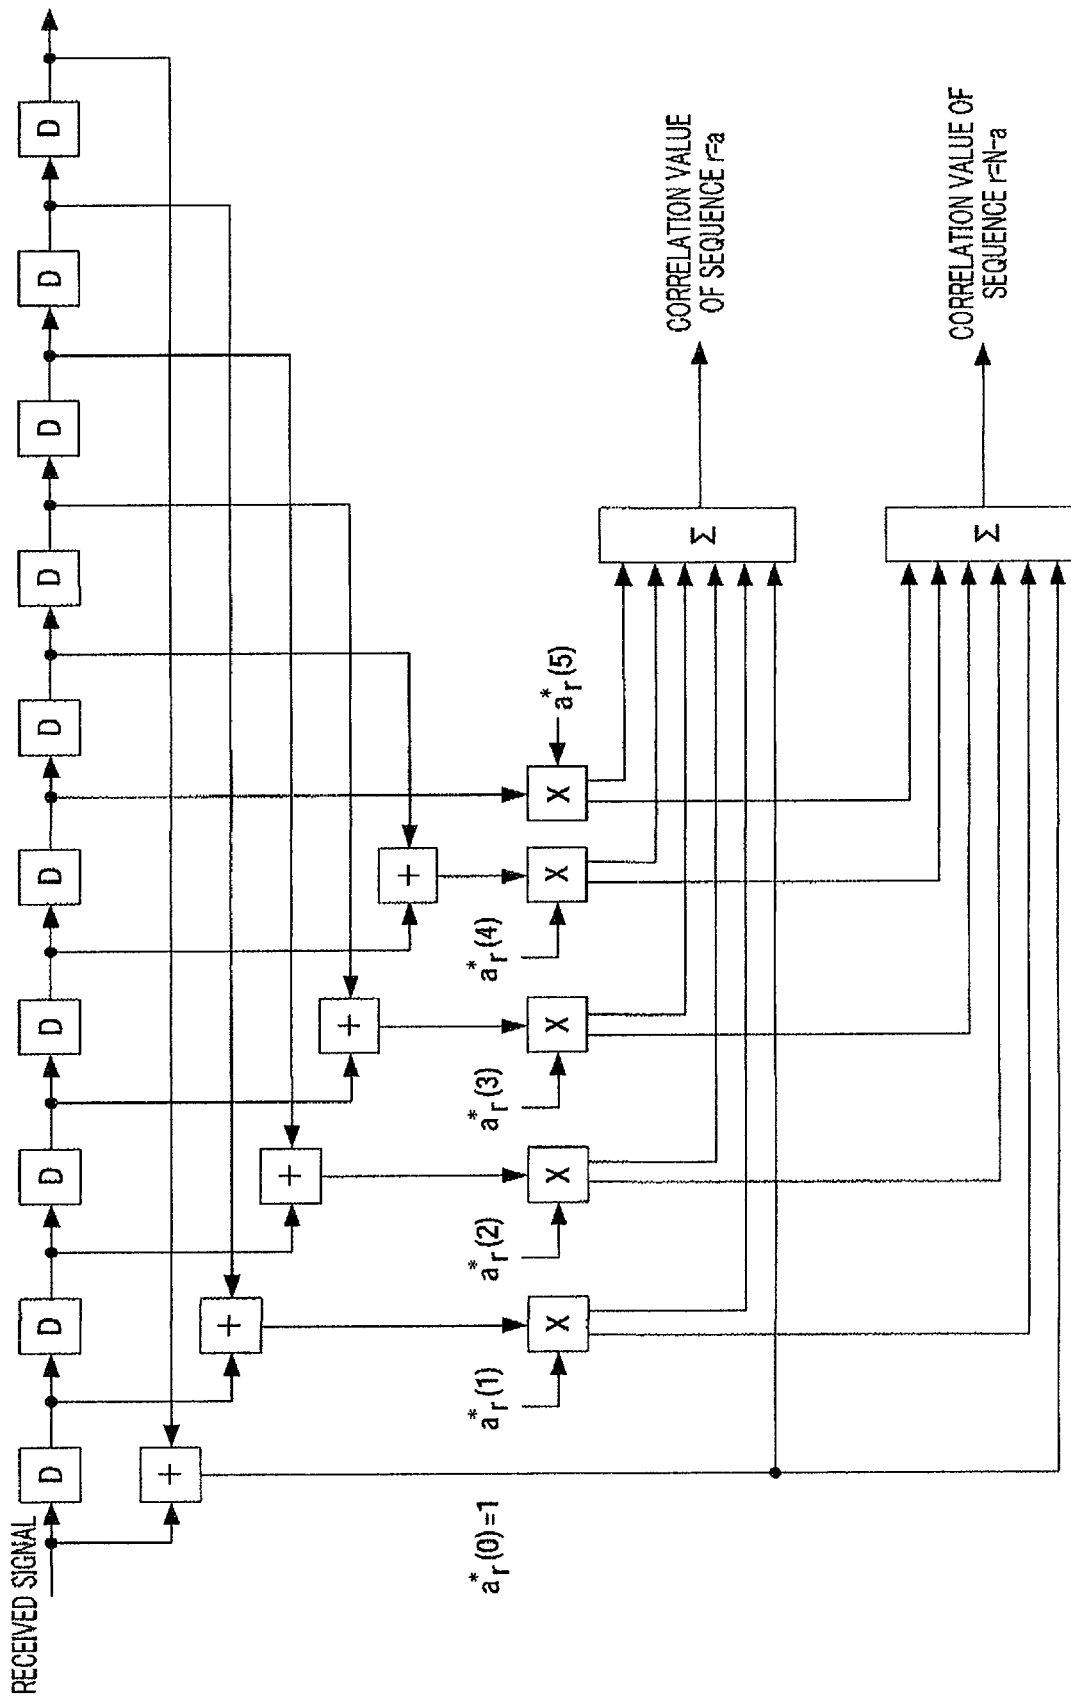 RECEIVED SIGNAL
D
D
D
D
D
D
D
D
D
D
+
+
+
+
+
a*r(0)=1
a*r(1)
a*r(2)
a*r(3)
a*r(4)
a*r(5)
X
X
X
X
X
Σ
Σ
CORRELATION VALUE
OF SEQUENCE r=a
CORRELATION VALUE OF
SEQUENCE r=N-a